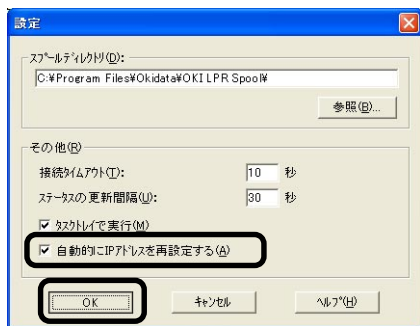 設定
スプールディレクトリ(D):
C:¥Program Files¥Okidata¥OKI LPR Spool¥
参照(B)...
その他(R)
接続タイムアウト(T): 10 秒
ステータスの更新間隔(U): 30 秒
タスクトレイで実行(M)
自動的にIPアドレスを再設定する(A)
OK キャンセル ヘルプ(H)